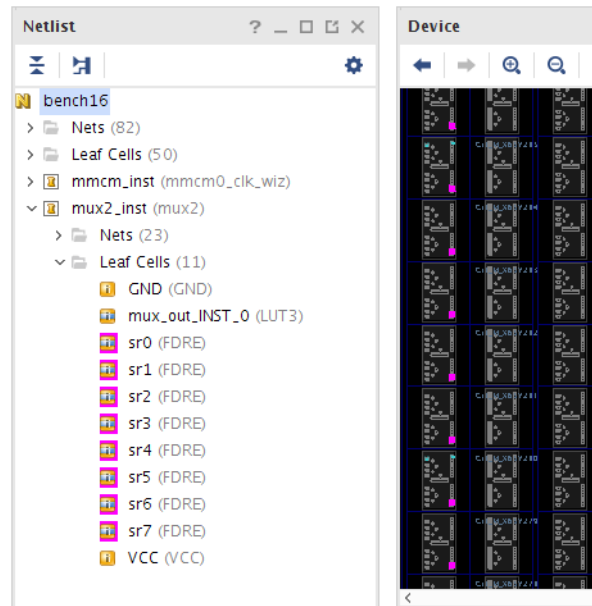 Netlist
bench16
Nets (82)
Leaf Cells (50)
mmcm_inst (mmcm0_clk_wiz)
mux2_inst (mux2)
Nets (23)
Leaf Cells (11)
GND (GND)
mux_out_INST_0 (LUT3)
sr0 (FDRE)
sr1 (FDRE)
sr2 (FDRE)
sr3 (FDRE)
sr4 (FDRE)
sr5 (FDRE)
sr6 (FDRE)
sr7 (FDRE)
VCC (VCC)
Device